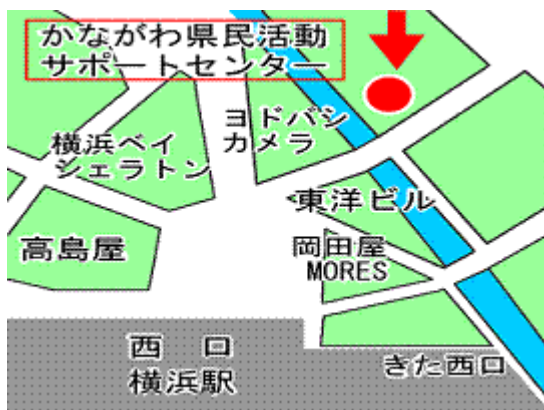 かながわ県民活動
サポートセンター
ヨドバシ
カメラ
横浜ベイ
シェラトン
東洋ビル
高島屋
岡田屋
MORES
西 口
横浜駅
きた西口